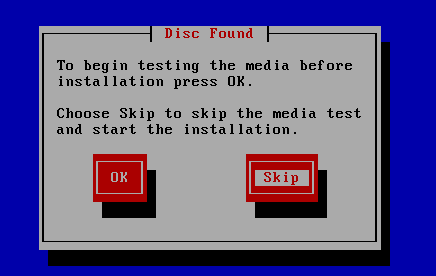 Disc Found
To begin testing the media before
installation press OK.
Choose Skip to skip the media test
and start the installation.
OK
Skip